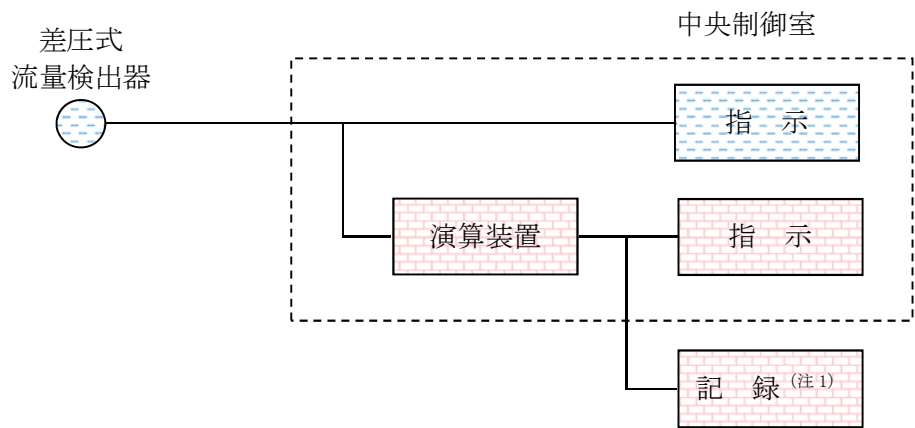 中央制御室
差圧式
流量検出器
指 示
演算装置
指 示
記 録(注1)